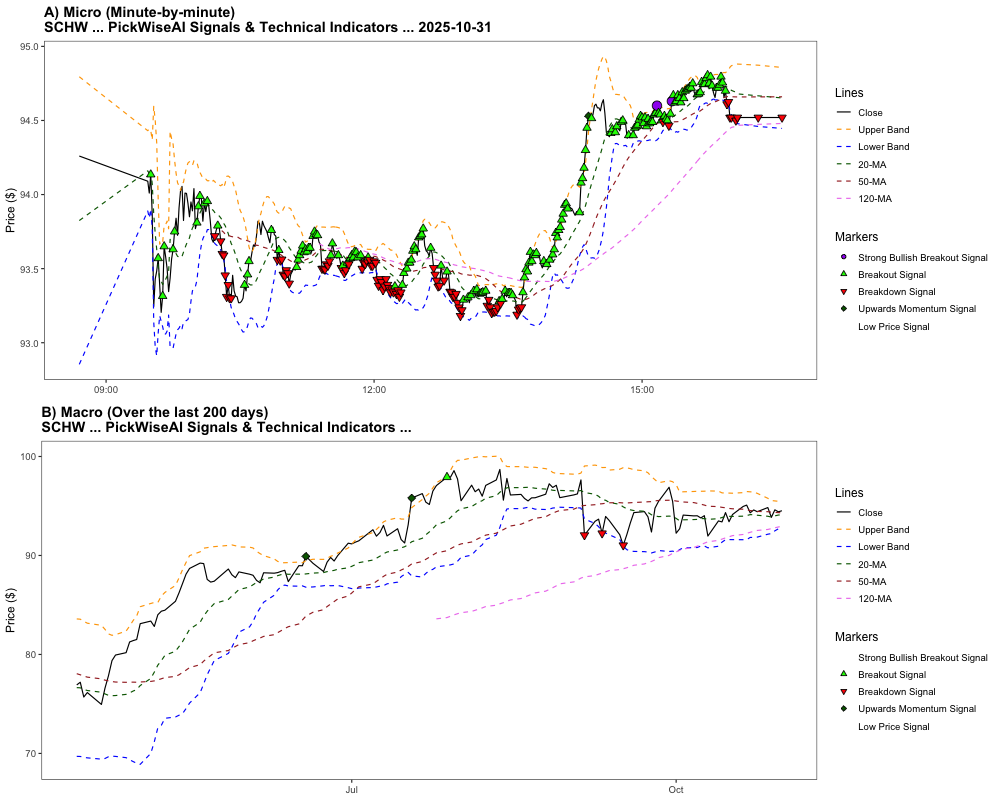 A) Micro (Minute-by-minute)
SCHW ... PickWiseAI Signals & Technical Indicators ... 2025-10-31
Price ($)
95.0
94.5
94.0
93.5
93.0
09:00
12:00
15:00
Lines
Close
Upper Band
Lower Band
20-MA
50-MA
120-MA
Markers
Strong Bullish Breakout Signal
Breakout Signal
Breakdown Signal
Upwards Momentum Signal
Low Price Signal
B) Macro (Over the last 200 days)
SCHW ... PickWiseAI Signals & Technical Indicators ...
Price ($)
100
90
80
70
Jul
Oct
Lines
Close
Upper Band
Lower Band
20-MA
50-MA
120-MA
Markers
Strong Bullish Breakout Signal
Breakout Signal
Breakdown Signal
Upwards Momentum Signal
Low Price Signal